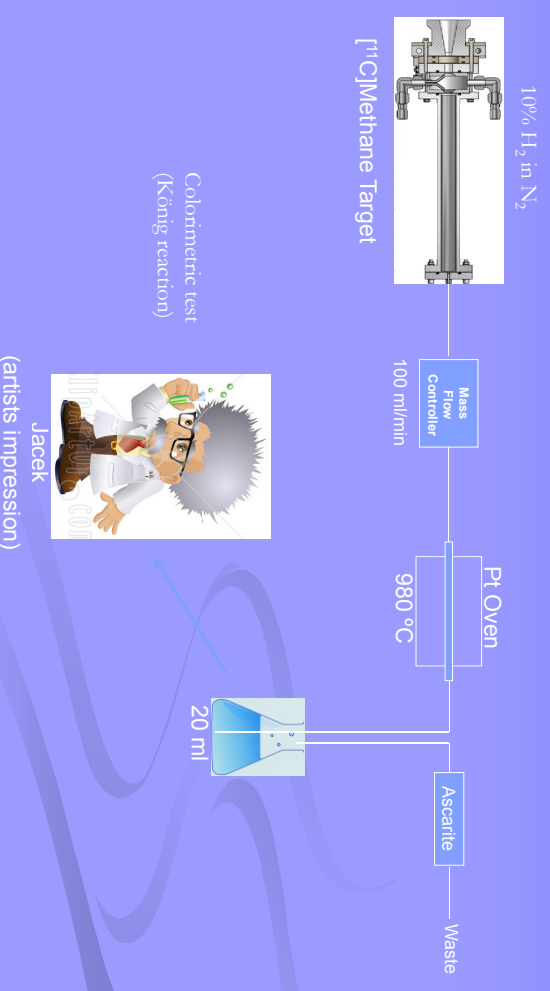 10% H₂ in N₂
[¹¹C]Methane Target
Mass
Flow
Controller
100 ml/min
Pt Oven
980 ºC
Ascarite
Waste
20 ml
Colorimetric test
(König reaction)
Jacek
(artists impression)